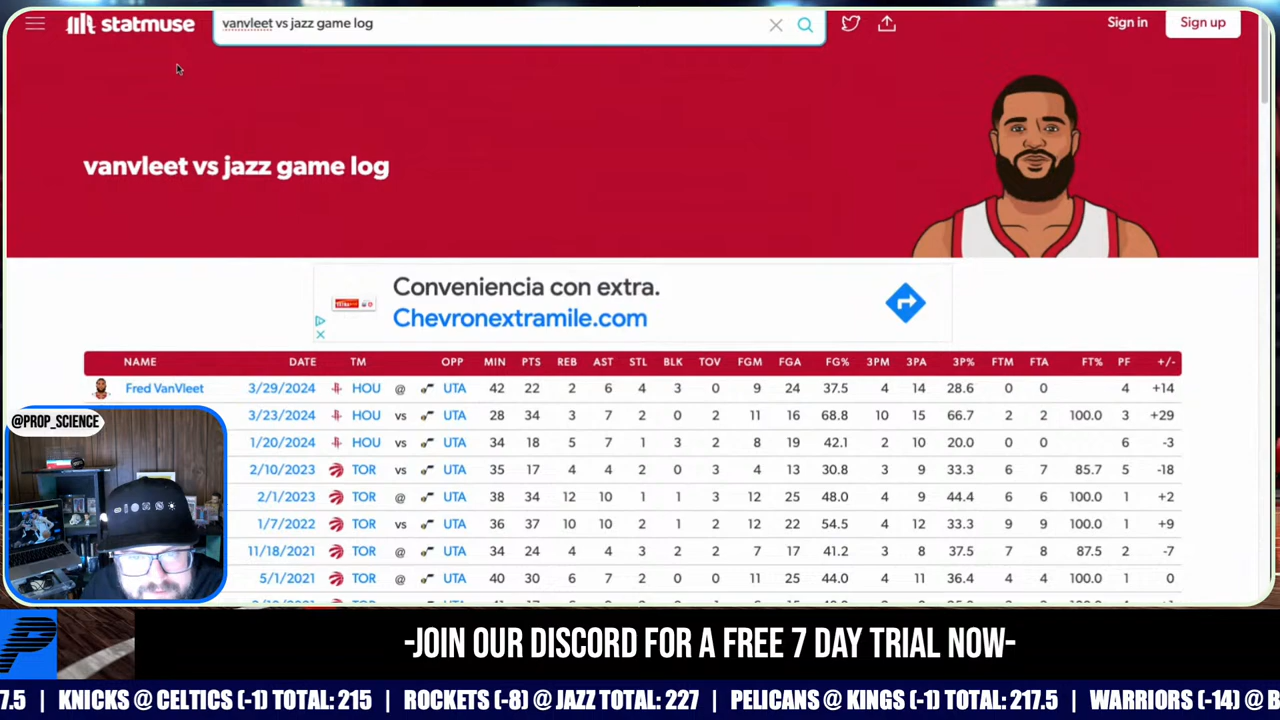 statmuse vanvleet vs jazz game log Sign in Sign up
vanvleet vs jazz game log
Conveniencia con extra.
Chevronextramile.com
NAME DATE TM OPP MIN PTS REB AST STL BLK TOV FGM FGA FG% 3PM 3PA 3P% FTM FTA FT% PF +/-
Fred VanVleet 3/29/2024 HOU @ UTA 42 22 2 6 4 3 0 9 24 37.5 4 14 28.6 0 0 4 +14
3/23/2024 HOU vs UTA 28 34 3 7 2 0 0 11 16 68.8 10 15 66.7 2 2 100.0 3 +29
1/20/2024 HOU vs UTA 34 18 5 7 1 3 2 8 19 42.1 2 10 20.0 0 0 6 -3
2/10/2023 TOR vs UTA 35 17 4 4 2 0 3 4 13 30.8 3 9 33.3 6 7 85.7 5 -18
2/1/2023 TOR @ UTA 38 34 12 10 1 1 3 12 25 48.0 4 9 44.4 6 6 100.0 1 +2
1/7/2022 TOR vs UTA 36 37 10 10 2 1 2 12 22 54.5 4 12 33.3 9 9 100.0 1 +9
11/18/2021 TOR @ UTA 34 24 4 4 3 2 2 7 17 41.2 3 8 37.5 7 8 87.5 2 -7
5/1/2021 TOR @ UTA 40 30 6 7 2 0 0 11 25 44.0 4 11 36.4 4 4 100.0 1 0
@PROP_SCIENCE
-JOIN OUR DISCORD FOR A FREE 7 DAY TRIAL NOW-
7.5 | KNICKS @ CELTICS (-1) TOTAL: 215 | ROCKETS (-8) @ JAZZ TOTAL: 227 | PELICANS @ KINGS (-1) TOTAL: 217.5 | WARRIORS (-14) @